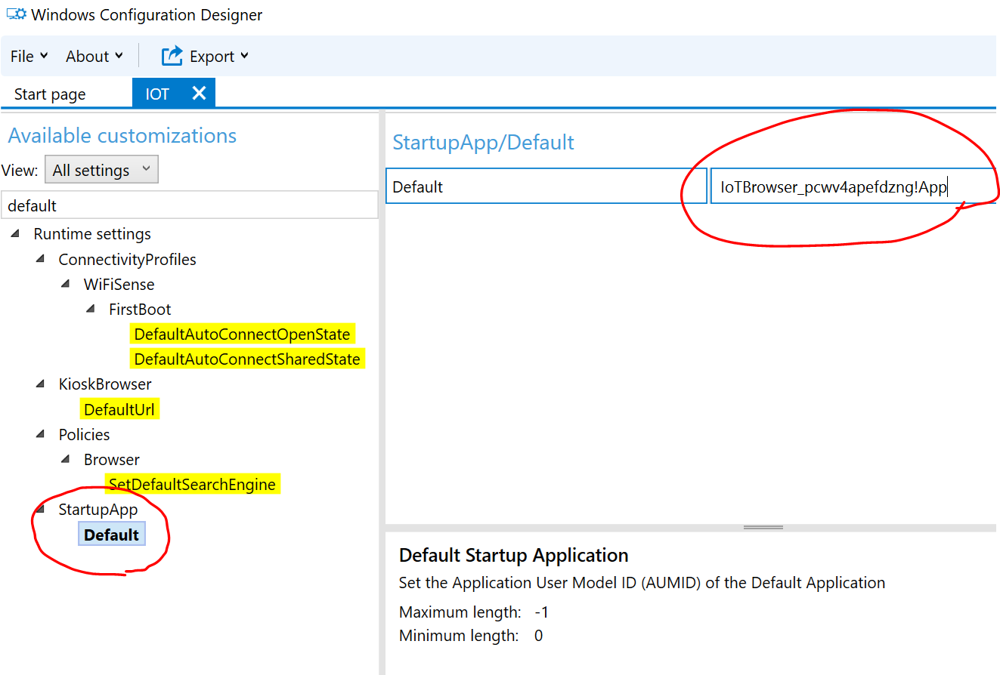 Windows Configuration Designer
File About Export
Start page IOT
Available customizations
View: All settings
default
Runtime settings
ConnectivityProfiles
WiFiSense
FirstBoot
DefaultAutoConnectOpenState
DefaultAutoConnectSharedState
KioskBrowser
DefaultUrl
Policies
Browser
SetDefaultSearchEngine
StartupApp
Default
StartupApp/Default
Default IoTBrowser_pcwv4apefdzng!App
Default Startup Application
Set the Application User Model ID (AUMID) of the Default Application
Maximum length: -1
Minimum length: 0